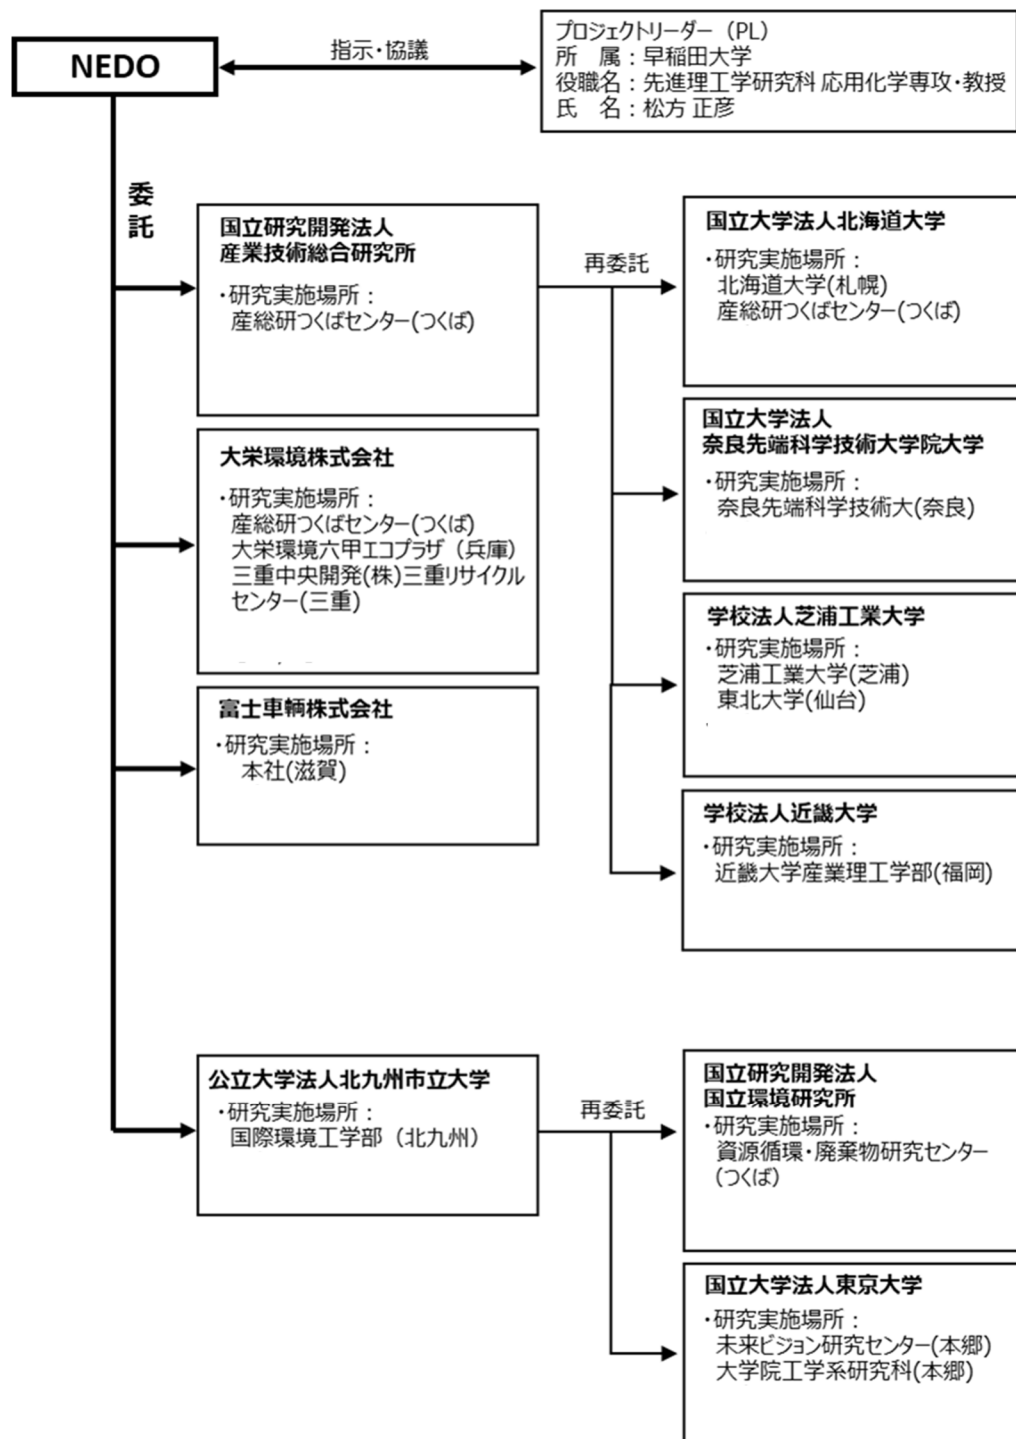 NEDO
指示・協議
プロジェクトリーダー（PL）
所　属：早稲田大学
役職名：先進理工学研究科 応用化学専攻・教授
氏　名：松方 正彦
委
託
国立研究開発法人
産業技術総合研究所
・研究実施場所：
産総研つくばセンター(つくば)
再委託
国立大学法人北海道大学
・研究実施場所：
北海道大学(札幌)
産総研つくばセンター(つくば)
国立大学法人
奈良先端科学技術大学院大学
・研究実施場所：
奈良先端科学技術大(奈良)
大栄環境株式会社
・研究実施場所：
産総研つくばセンター(つくば)
大栄環境六甲エコプラザ（兵庫）
三重中央開発(株)三重リサイクル
センター(三重)
学校法人芝浦工業大学
・研究実施場所：
芝浦工業大学(芝浦)
東北大学(仙台)
富士車輌株式会社
・研究実施場所：
本社(滋賀)
学校法人近畿大学
・研究実施場所：
近畿大学産業理工学部(福岡)
公立大学法人北九州市立大学
・研究実施場所：
国際環境工学部（北九州）
再委託
国立研究開発法人
国立環境研究所
・研究実施場所：
資源循環・廃棄物研究センター
(つくば)
国立大学法人東京大学
・研究実施場所：
未来ビジョン研究センター(本郷)
大学院工学系研究科(本郷)